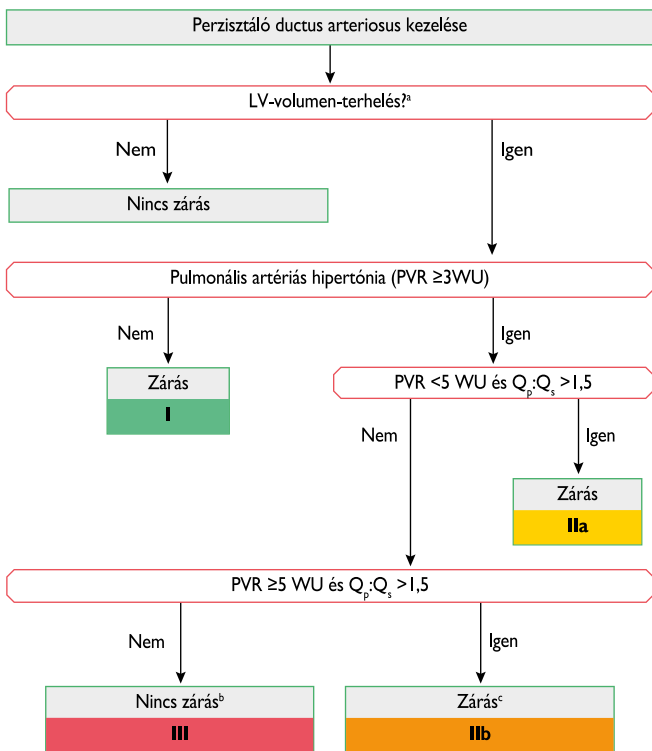 Perzisztáló ductus arteriosus kezelése
LV-volumen-terhelés?ᵃ
Nem
Igen
Nincs zárás
Pulmonális artériás hipertónia (PVR ≥3WU)
Nem
Igen
Zárás
I
PVR <5 WU és Qₚ:Qₛ >1,5
Nem
Igen
Zárás
IIa
PVR ≥5 WU és Qₚ:Qₛ >1,5
Nem
Igen
Nincs zárásᵇ
III
Zárásᶜ
IIb